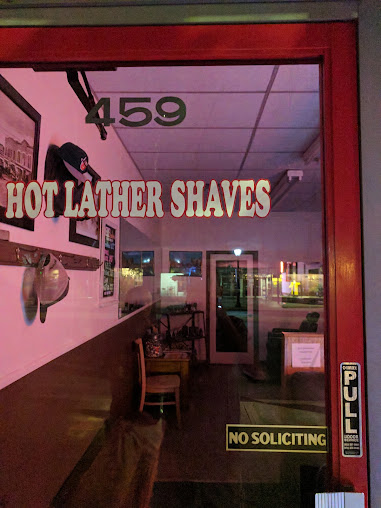 459
HOT LATHER SHAVES
PULL
NO SOLICITING